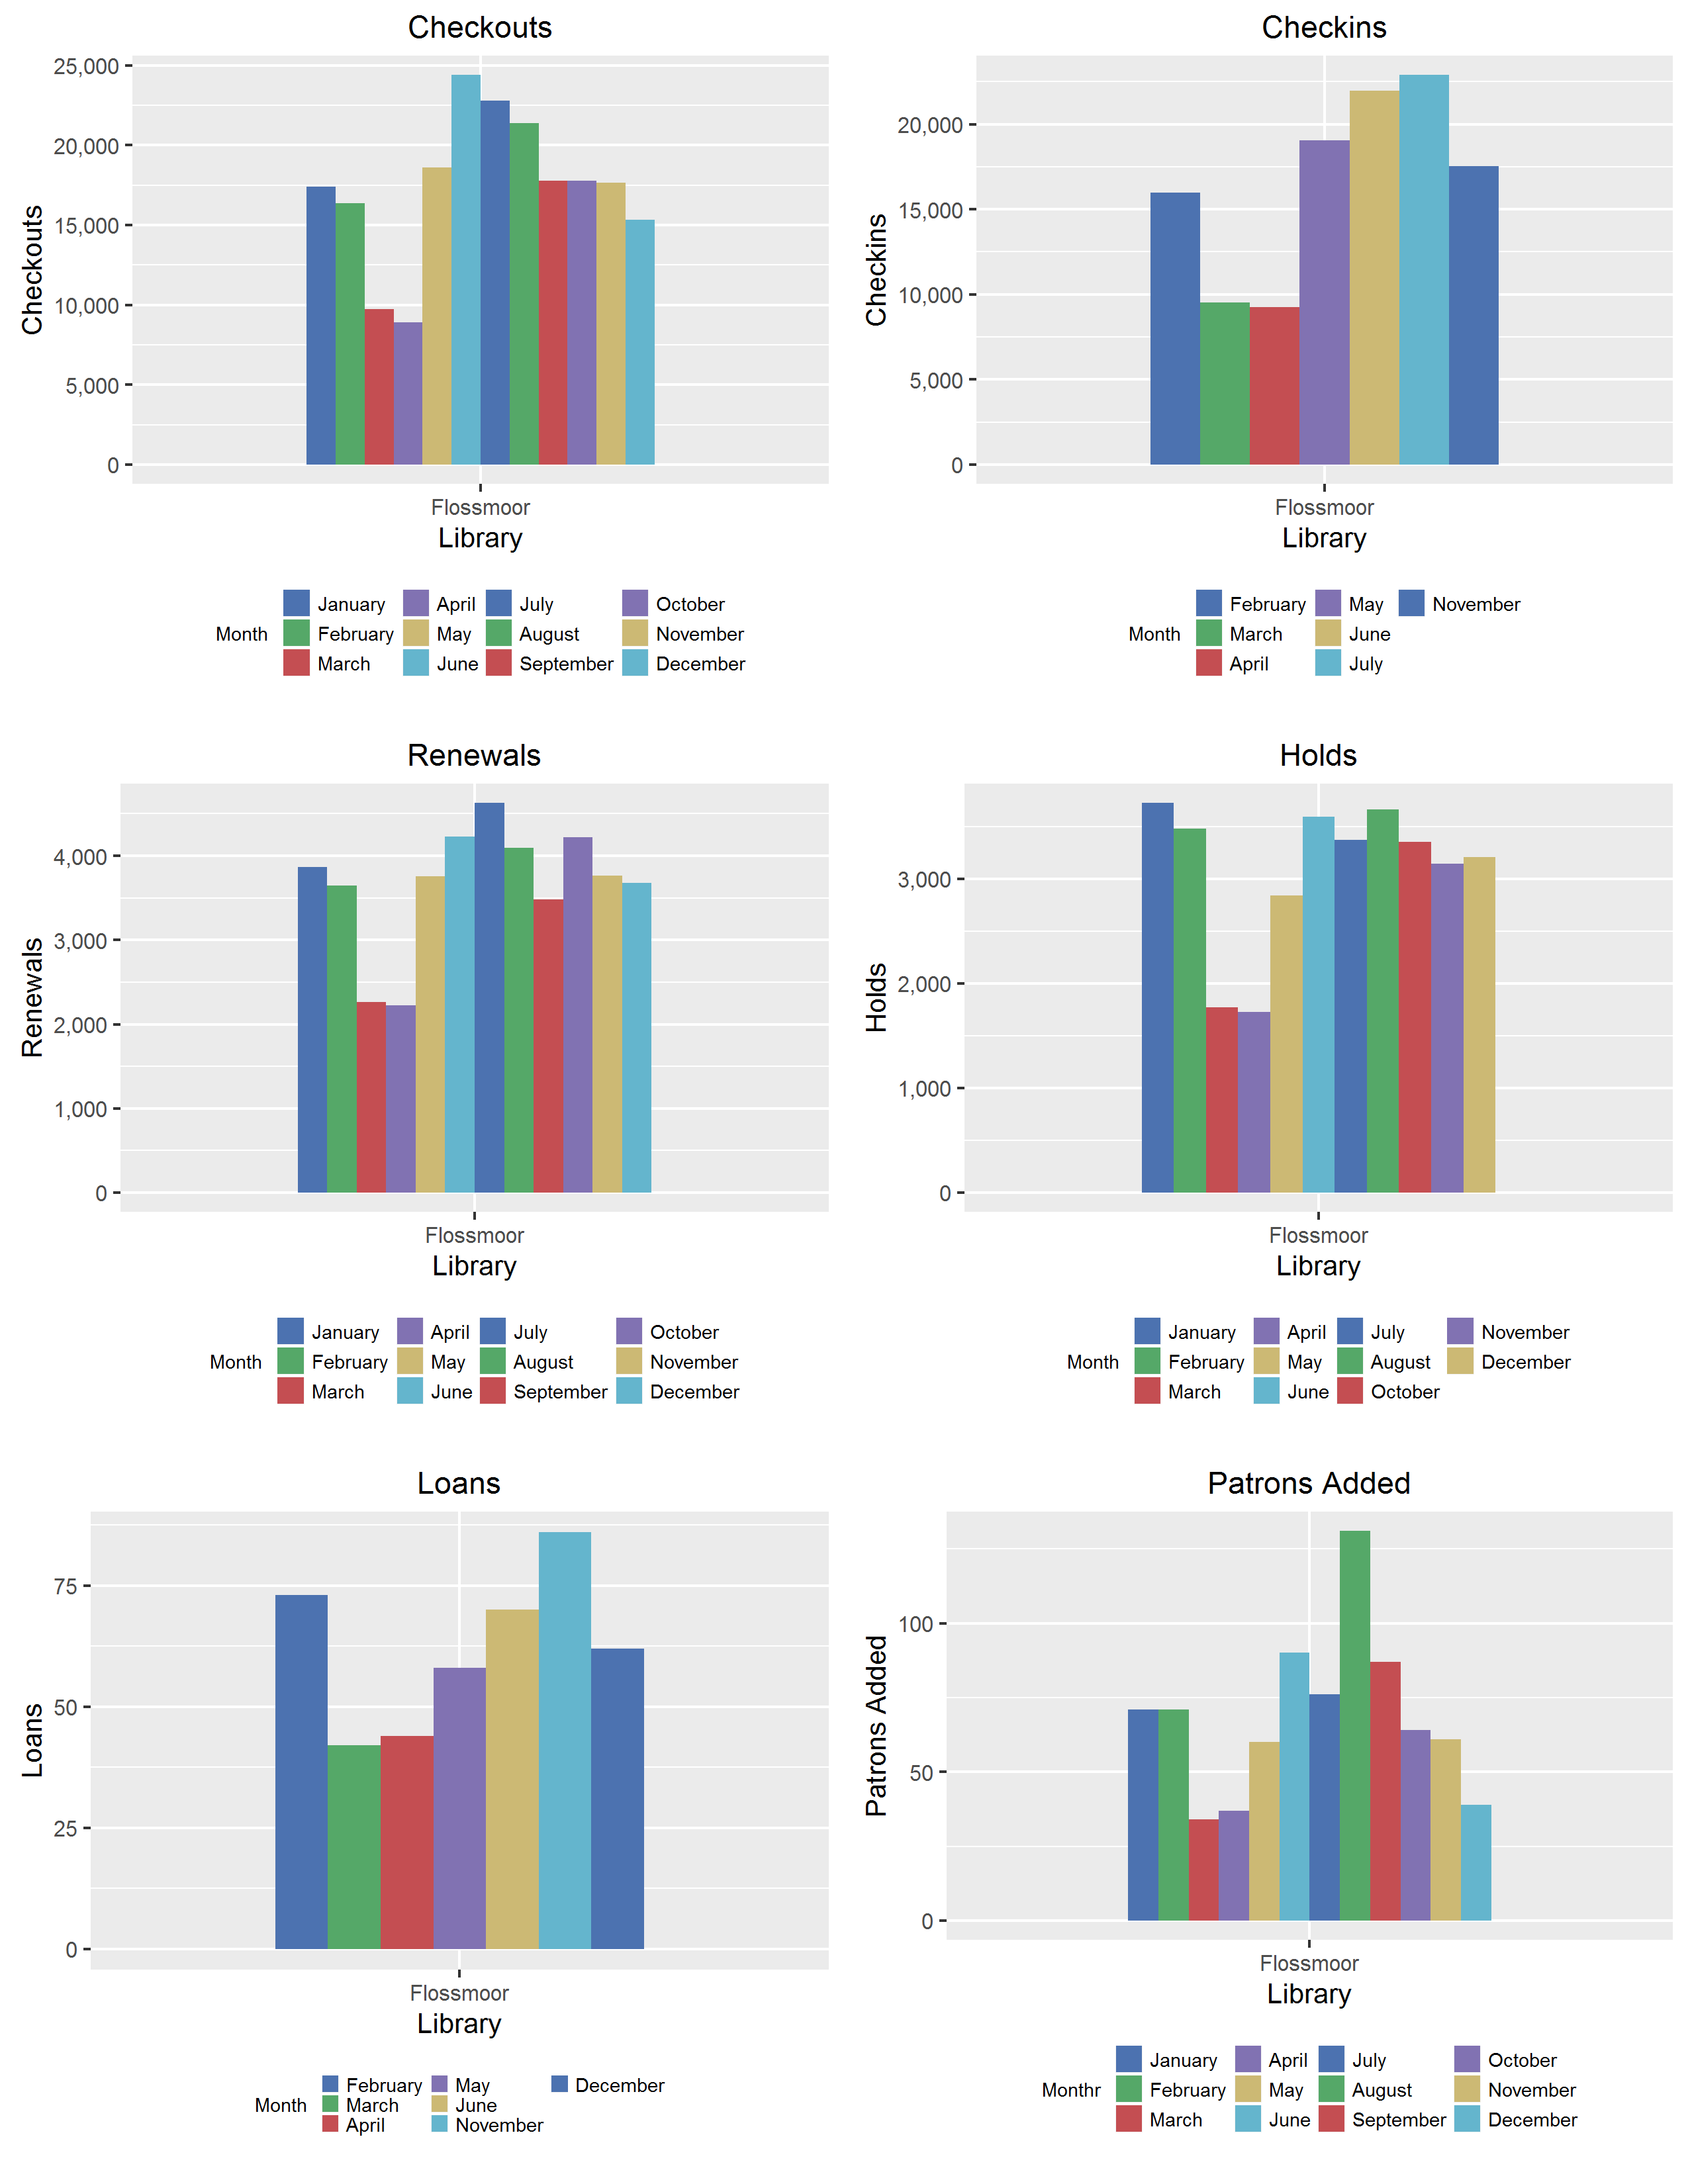 Checkouts
25,000
20,000
15,000
10,000
5,000
0
Checkouts
Flossmoor
Library
Month
January
April
July
October
February
May
August
November
March
June
September
December
Checkins
20,000
15,000
10,000
5,000
0
Checkins
Flossmoor
Library
Month
February
May
November
March
June
April
July
Renewals
4,000
3,000
2,000
1,000
0
Renewals
Flossmoor
Library
Month
January
April
July
October
February
May
August
November
March
June
September
December
Holds
3,000
2,000
1,000
0
Holds
Flossmoor
Library
Month
January
April
July
November
February
May
August
December
March
June
October
Loans
75
50
25
0
Loans
Flossmoor
Library
Month
February
May
December
March
June
April
November
Patrons Added
100
50
0
Patrons Added
Flossmoor
Library
Monthr
January
April
July
October
February
May
August
November
March
June
September
December